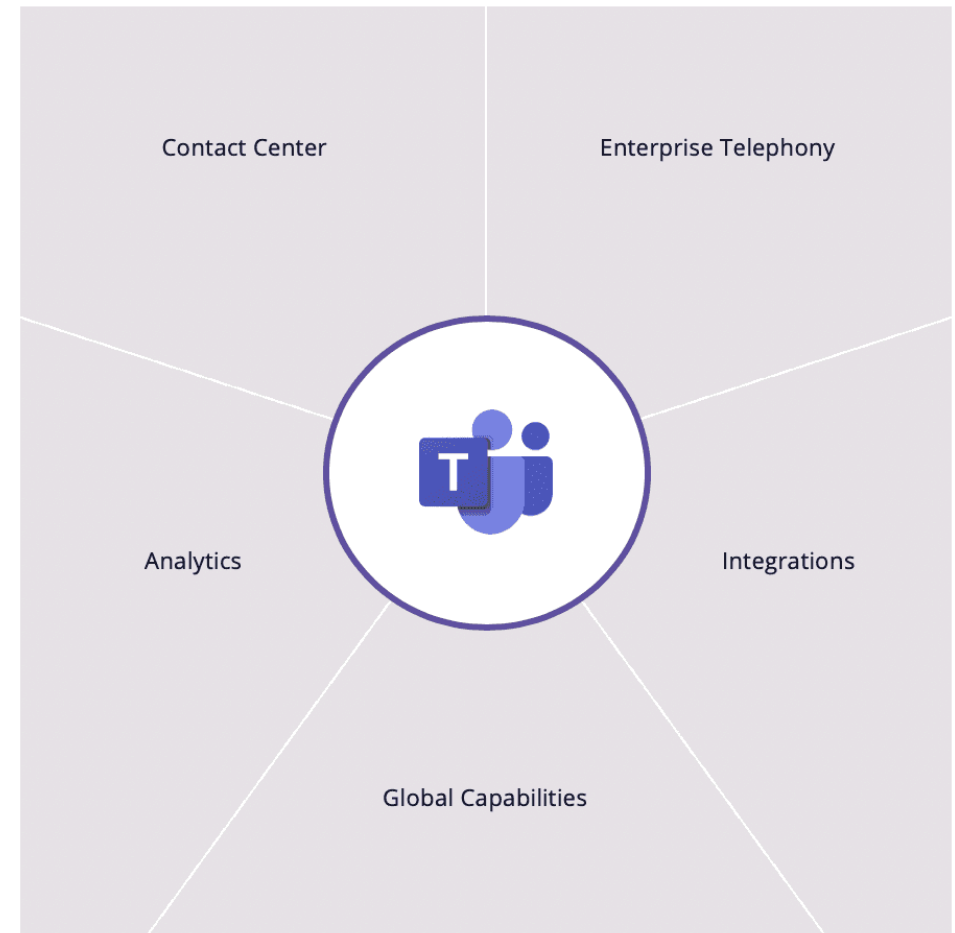 Contact Center
Enterprise Telephony
T
Analytics
Integrations
Global Capabilities